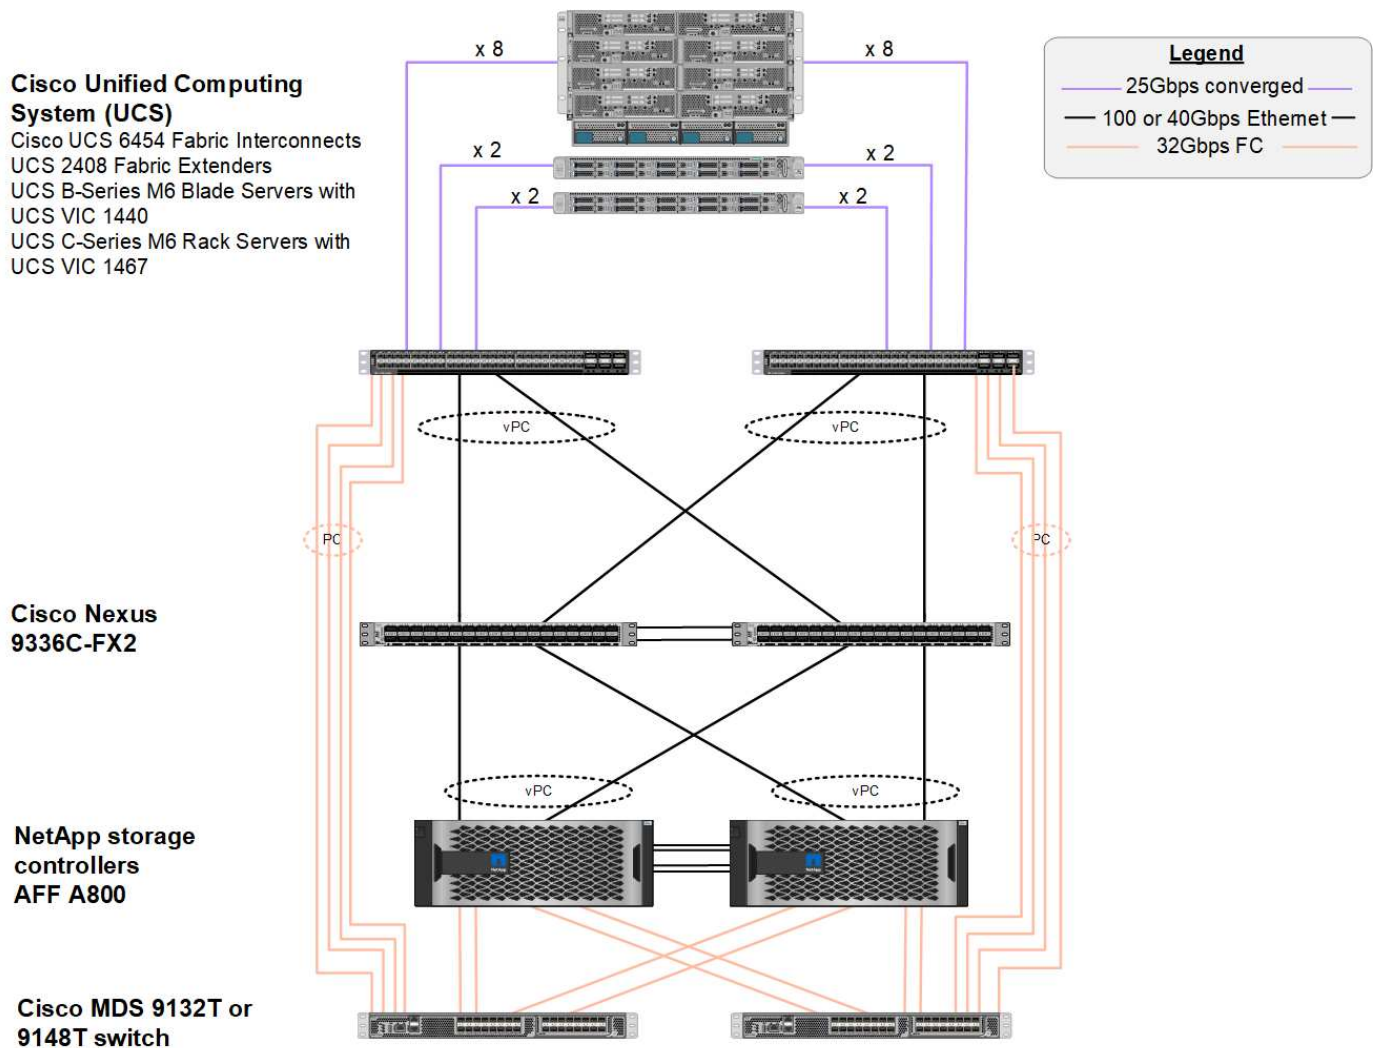 x 8
x 8
Legend
25Gbps converged
100 or 40Gbps Ethernet
32Gbps FC
Cisco Unified Computing
System (UCS)
Cisco UCS 6454 Fabric Interconnects
UCS 2408 Fabric Extenders
UCS B-Series M6 Blade Servers with
UCS VIC 1440
UCS C-Series M6 Rack Servers with
UCS VIC 1467
x 2
x 2
x 2
x 2
vPC
vPC
PC
PC
Cisco Nexus
9336C-FX2
vPC
vPC
NetApp storage
controllers
AFF A800
NetApp
NetApp
Cisco MDS 9132T or
9148T switch